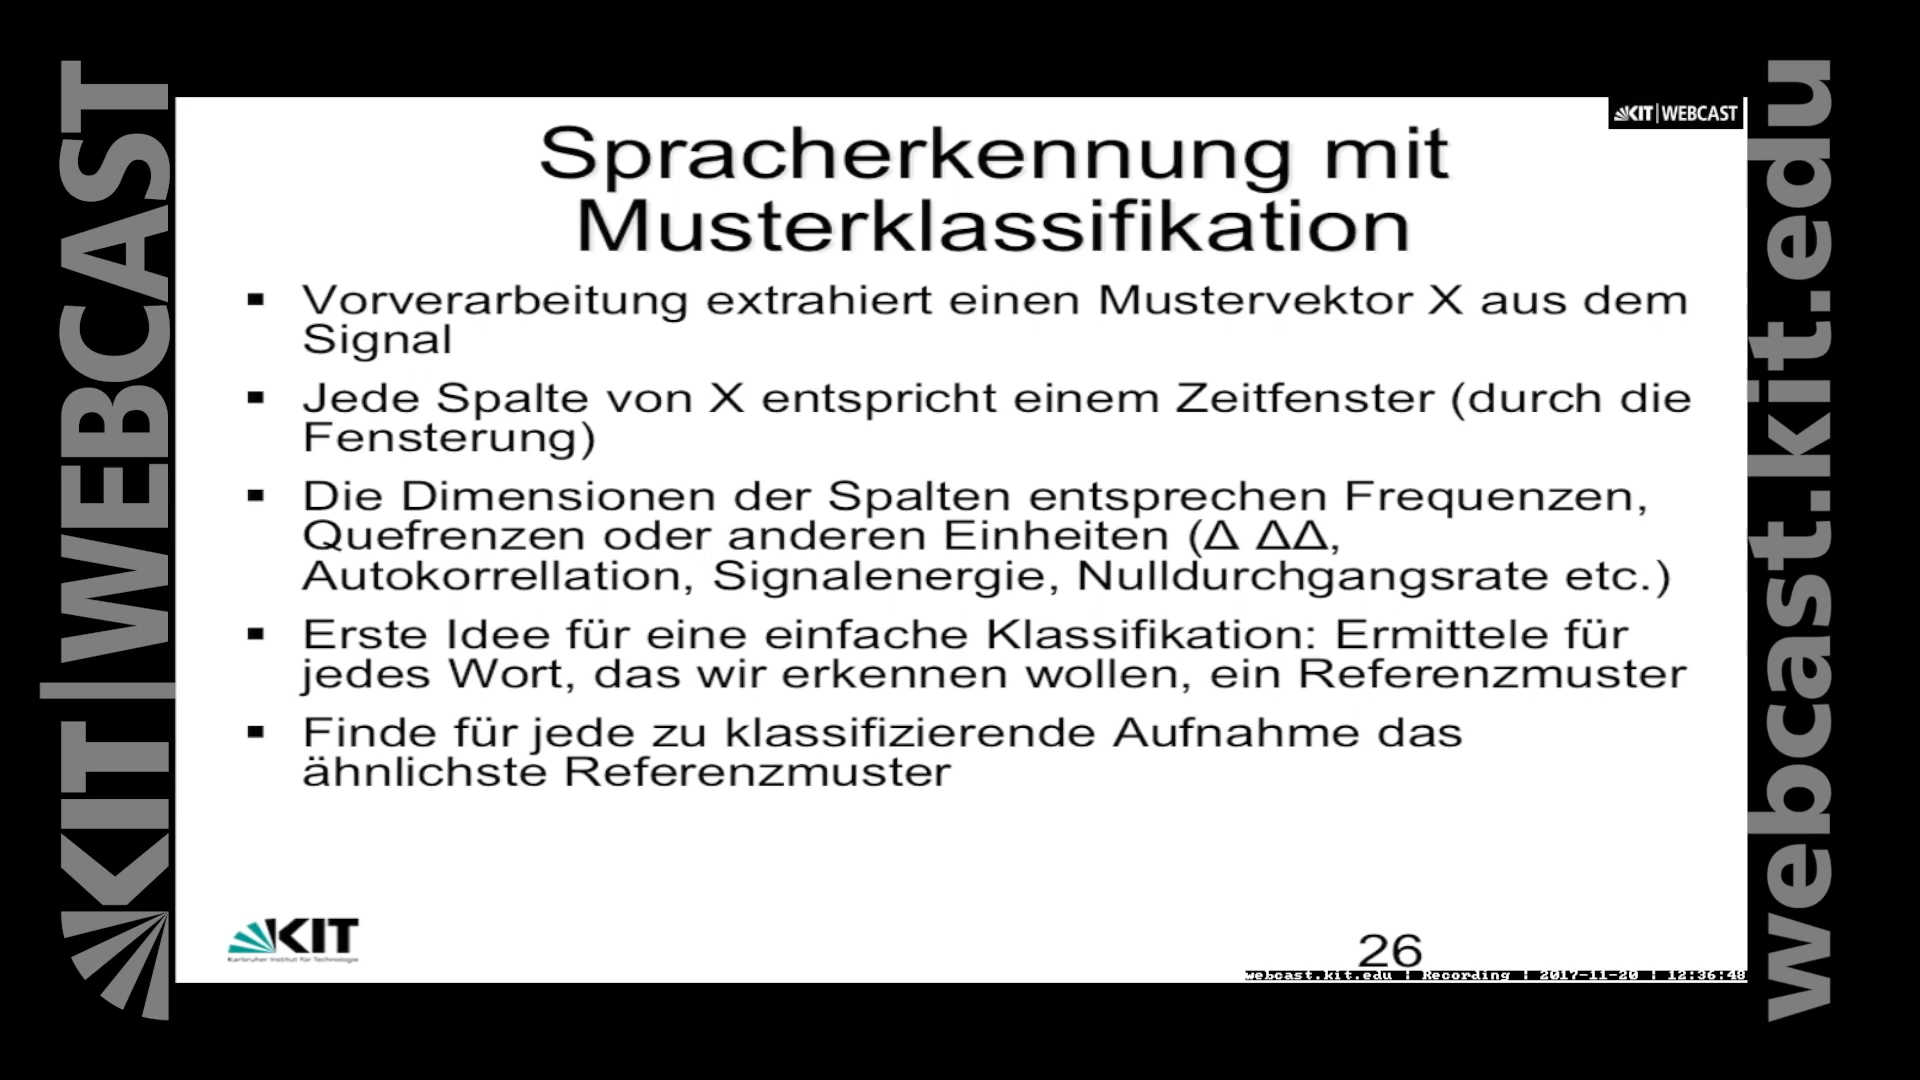 KIT | WEBCAST
KIT | WEBCAST
Spracherkennung mit
Musterklassifikation
▪ Vorverarbeitung extrahiert einen Mustervektor X aus dem
Signal
▪ Jede Spalte von X entspricht einem Zeitfenster (durch die
Fensterung)
▪ Die Dimensionen der Spalten entsprechen Frequenzen,
Quefrenzen oder anderen Einheiten (Δ ΔΔ,
Autokorrellation, Signalenergie, Nulldurchgangsrate etc.)
▪ Erste Idee für eine einfache Klassifikation: Ermittele für
jedes Wort, das wir erkennen wollen, ein Referenzmuster
▪ Finde für jede zu klassifizierende Aufnahme das
ähnlichste Referenzmuster
KIT
Karlsruher Institut für Technologie
26
webcast.kit.edu | Recording | 2017-11-20 | 12:36:48
webcast.kit.edu